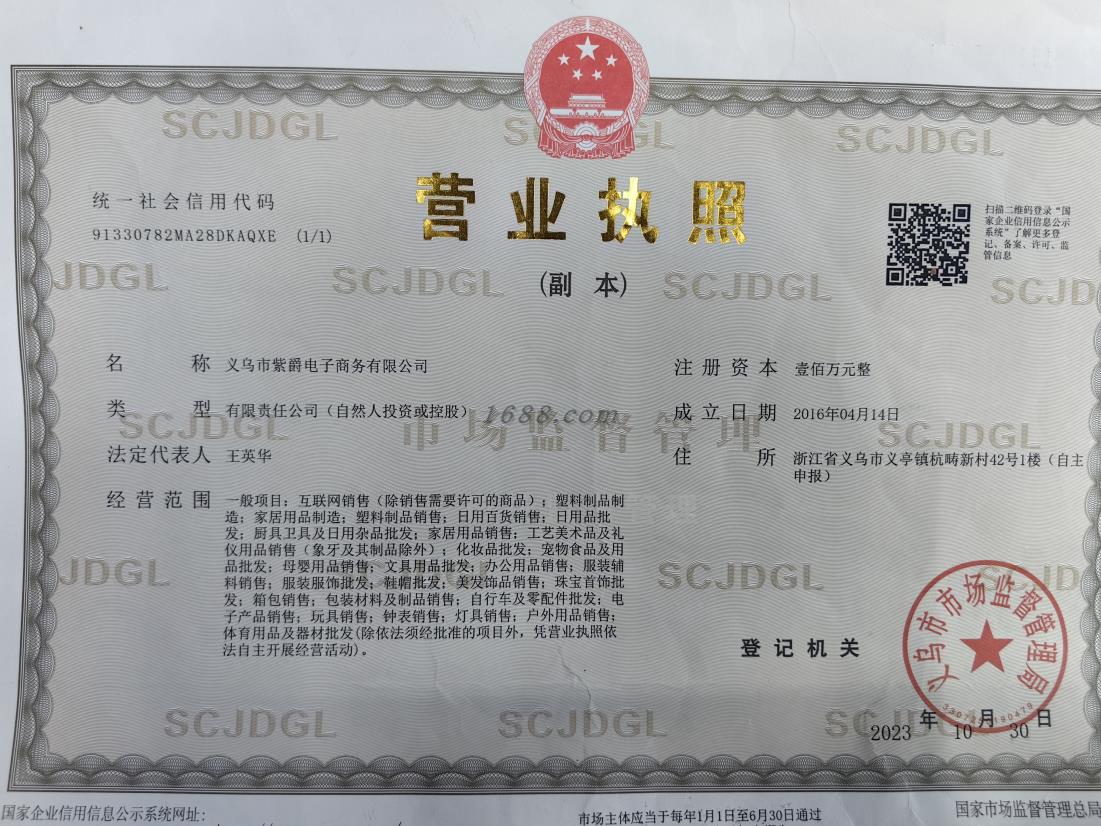 SCJDGL
SCJDGL
统一社会信用代码
91330782MA28DKAQXE (1/1)
营业执照
(副 本)
扫描二维码登录“国
家企业信用信息公示
系统”了解更多登
记、备案、许可、监
管信息
JDGL
SCJDGL
SCJDGL
SCJD
名 称 义乌市紫爵电子商务有限公司
注册资本 壹佰万元整
类 型 有限责任公司（自然人投资或控股）
1688.com
成立日期 2016年04月14日
SCJDGL
市场监督管理
SCJDGL
法定代表人 王英华
住 所 浙江省义乌市义亭镇杭畴新村42号1楼（自主
申报）
经营范围 一般项目：互联网销售（除销售需要许可的商品）；塑料制品制
造；家居用品制造；塑料制品销售；日用百货销售；日用品批
发；厨具卫具及日用杂品批发；家居用品销售；工艺美术品及礼
仪用品销售（象牙及其制品除外）；化妆品批发；宠物食品及用
品批发；母婴用品销售；文具用品批发；办公用品销售；服装辅
料销售；服装服饰批发；鞋帽批发；美发饰品销售；珠宝首饰批
发；箱包销售；包装材料及制品销售；自行车及零配件批发；电
子产品销售；玩具销售；钟表销售；灯具销售；户外用品销售；
体育用品及器材批发(除依法须经批准的项目外，凭营业执照依
法自主开展经营活动)。
JDGL
SCJDGL
登记机关
义乌市市场监督管理局
SCJDGL
SCJDGL
2023 年 10 月 30 日
国家企业信用信息公示系统网址：
市场主体应当于每年1月1日至6月30日通过
国家市场监督管理总局